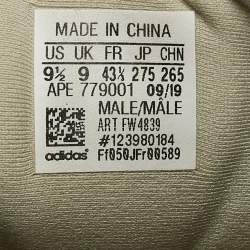 MADE IN CHINA
US UK FR JP CHN
9½ 9 43⅓ 275 265
APE 779001 09/19
MALE/MÂLE
ART FW4839
#123980184
adidas Ff050JFr00589